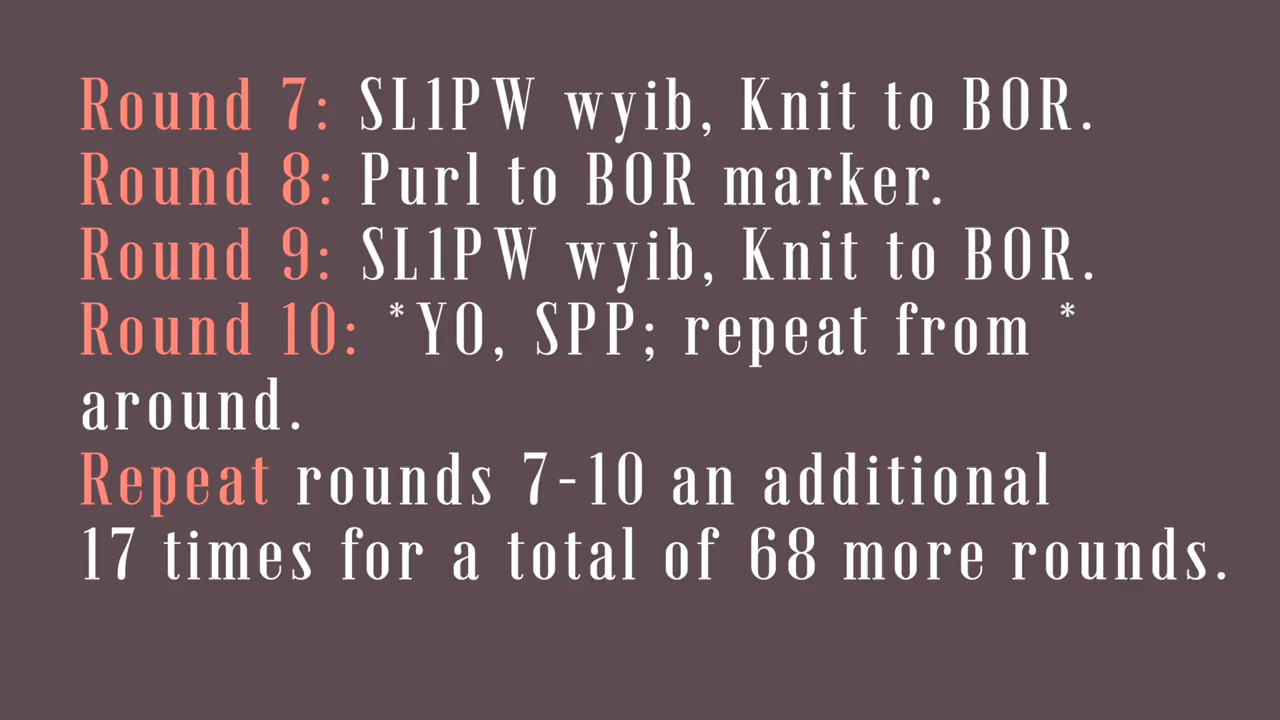 Round 7: SL1PW wyib, Knit to BOR.
Round 8: Purl to BOR marker.
Round 9: SL1PW wyib, Knit to BOR.
Round 10: *YO, SPP; repeat from *
around.
Repeat rounds 7-10 an additional
17 times for a total of 68 more rounds.